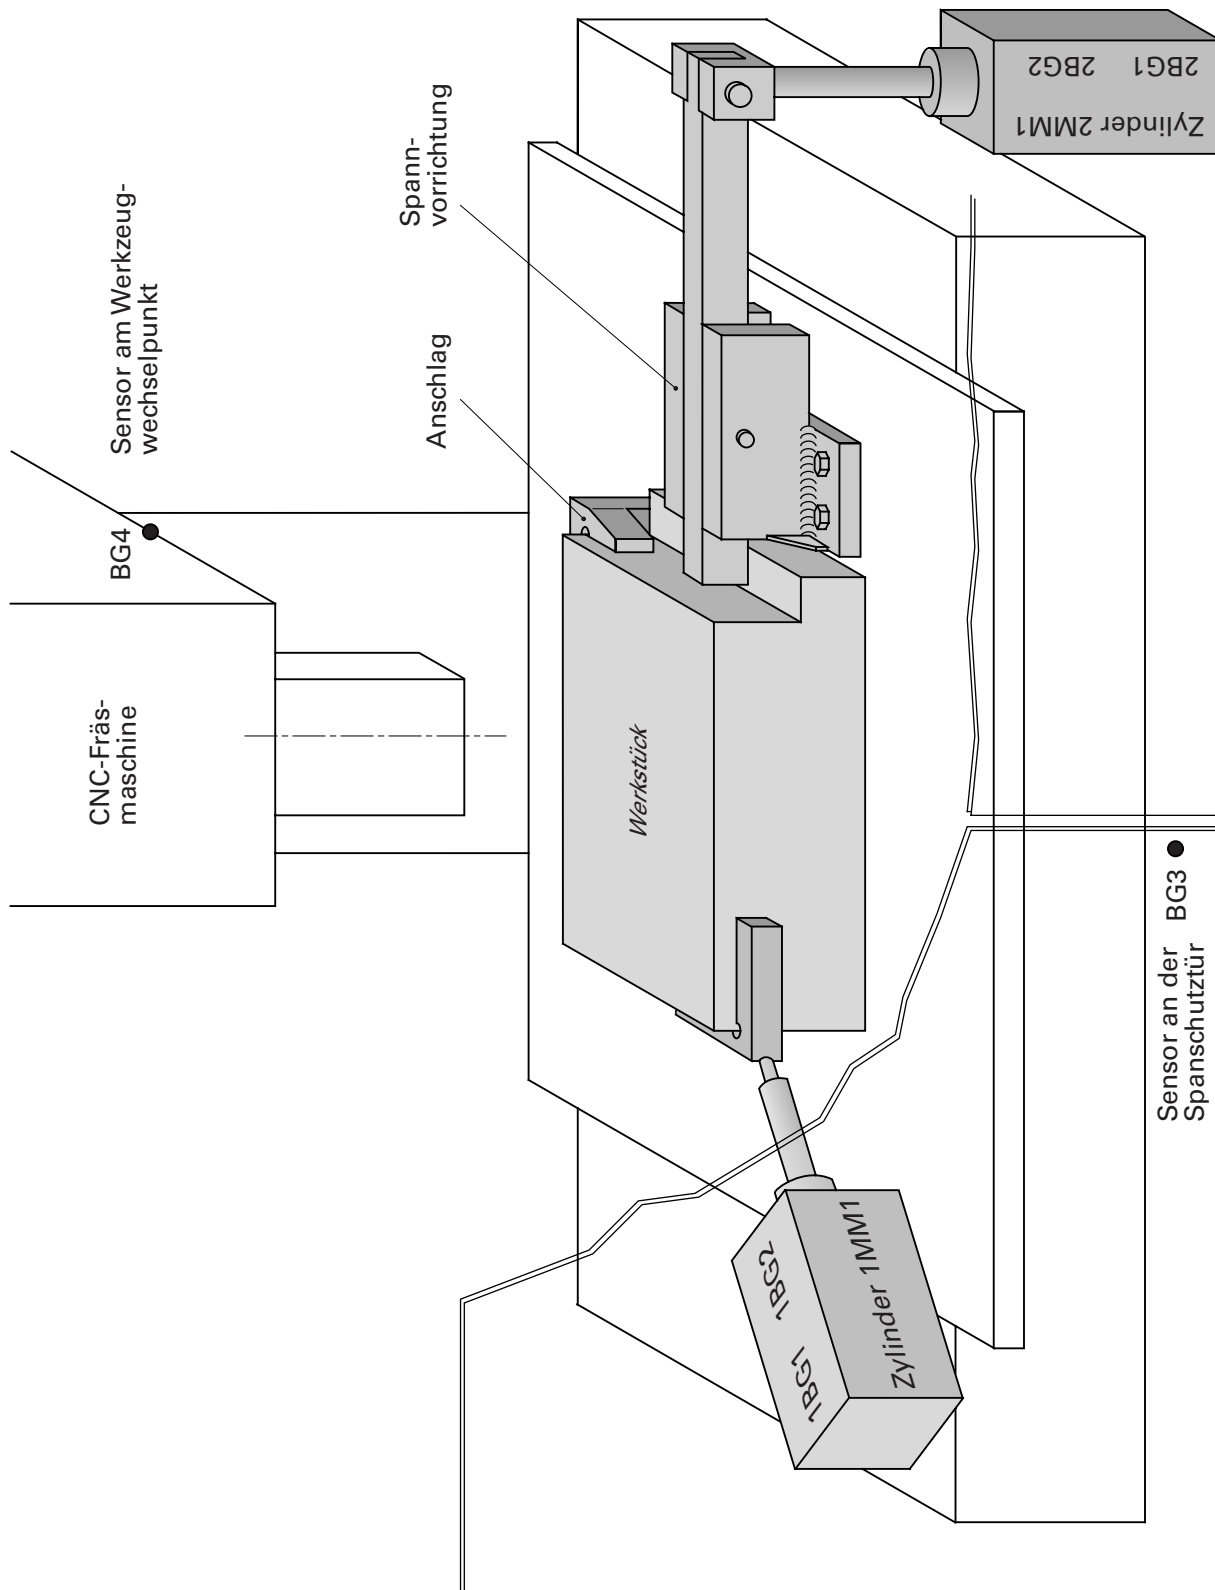 CNC-Fräs-
maschine
BG4
Sensor am Werkzeug-
wechselpunkt
Anschlag
Spann-
vorrichtung
Werkstück
1BG1 1BG2
Zylinder 1MM1
Sensor an der
Spanschutztür
BG3
Zylinder 2MM1
2BG2 2BG1